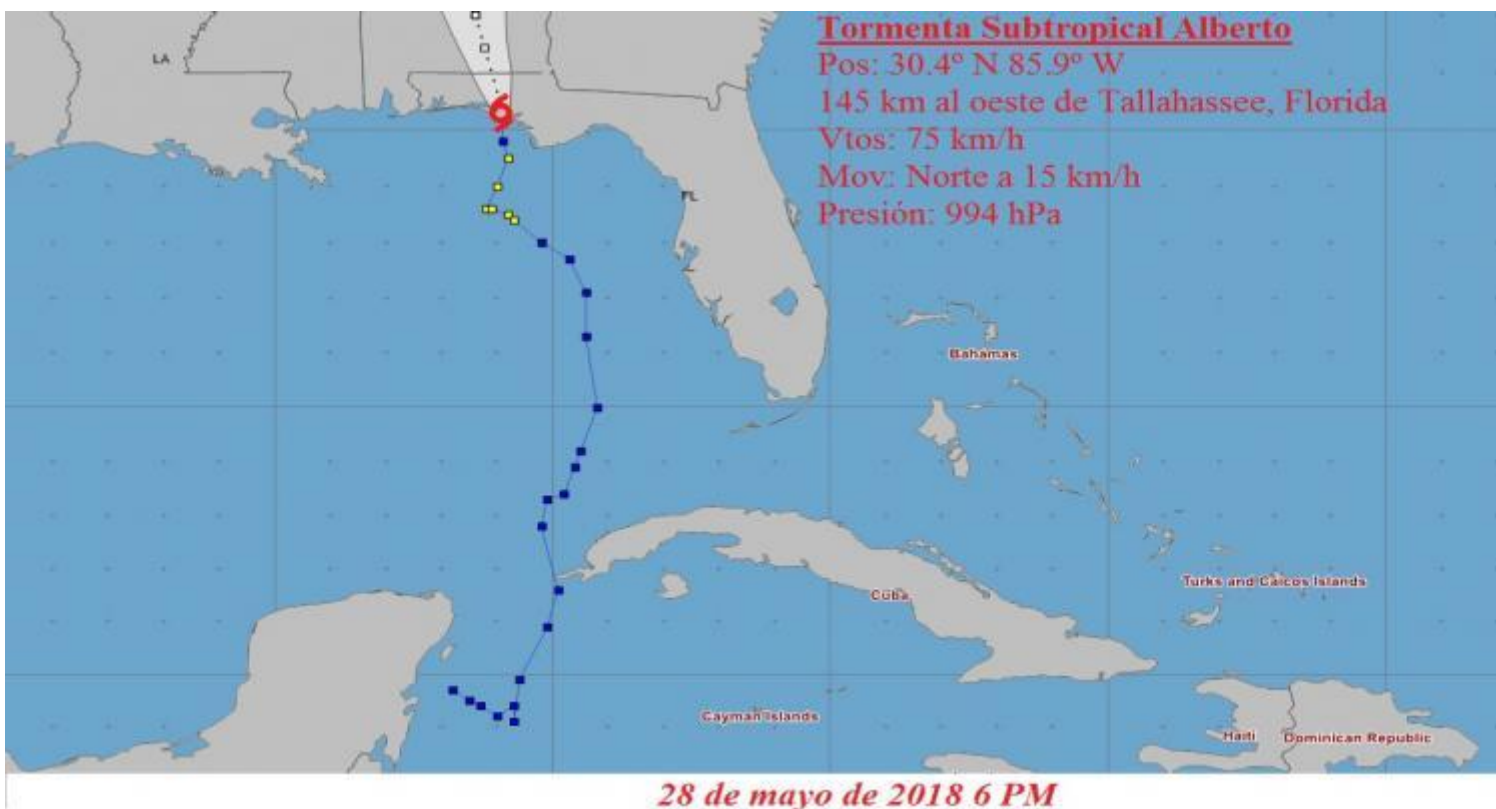 Tormenta Subtropical Alberto
Pos: 30.4° N 85.9° W
145 km al oeste de Tallahassee, Florida
Vtos: 75 km/h
Mov: Norte a 15 km/h
Presión: 994 hPa
LA
FL
Bahamas
Turks and Caicos Islands
Cuba
Cayman Islands
Haiti
Dominican Republic
28 de mayo de 2018 6 PM